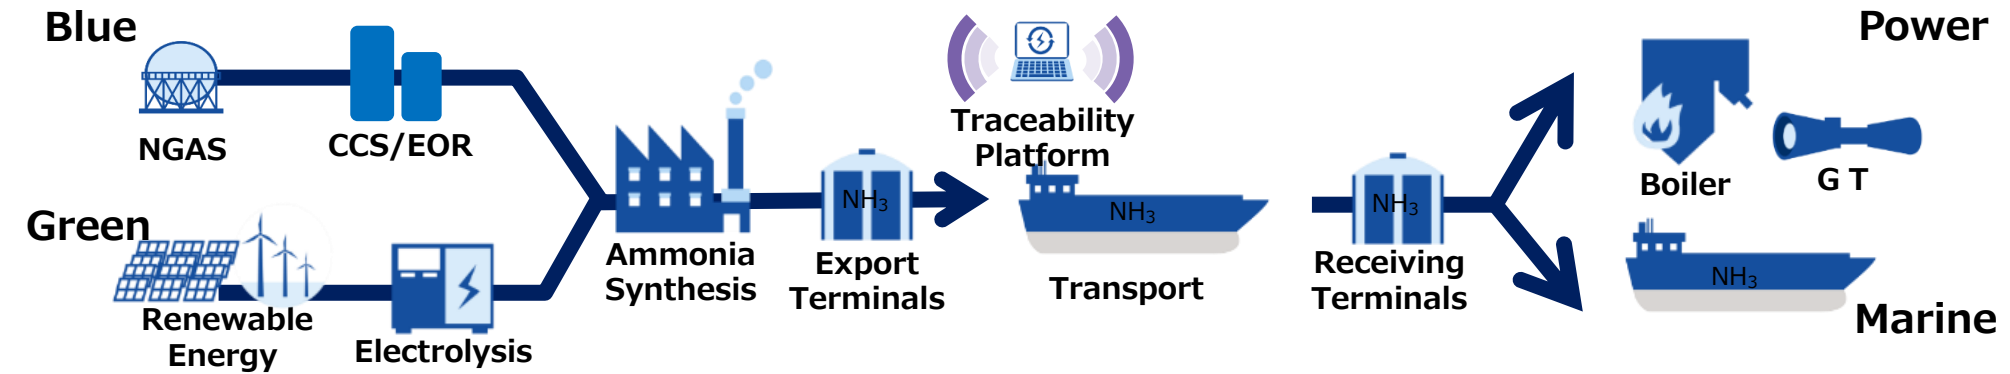 Blue
NGAS
CCS/EOR
Green
Renewable
Energy
Electrolysis
Ammonia
Synthesis
NH₃
Export
Terminals
Traceability
Platform
NH₃
Transport
NH₃
Receiving
Terminals
Power
Boiler
G T
NH₃
Marine